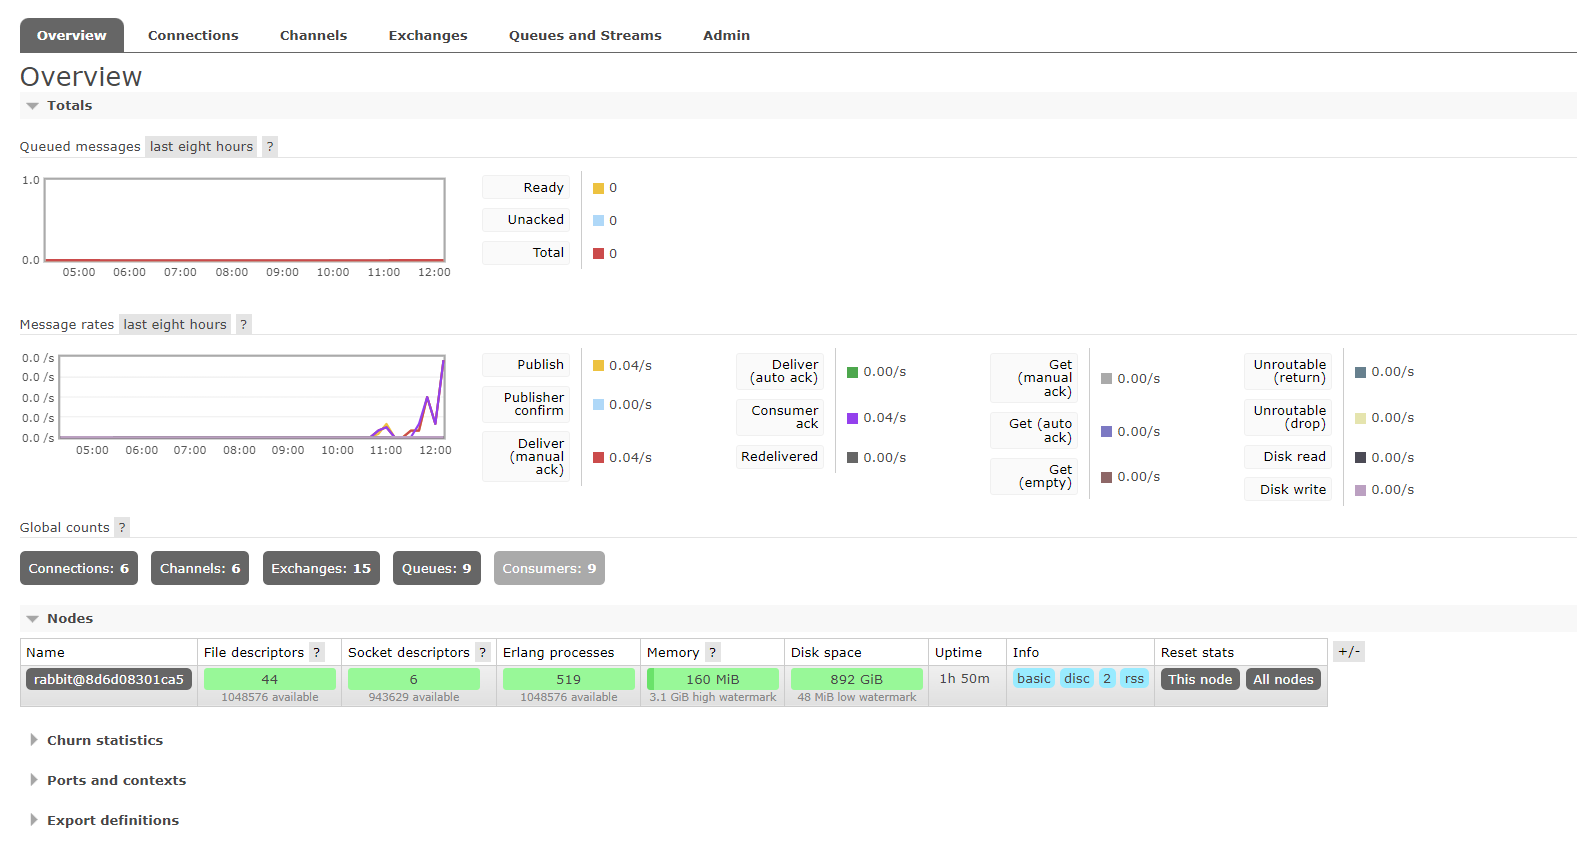 Overview Connections Channels Exchanges Queues and Streams Admin
Overview
Totals
Queued messages last eight hours ?
1.0
0.0
05:00 06:00 07:00 08:00 09:00 10:00 11:00 12:00
Ready 0
Unacked 0
Total 0
Message rates last eight hours ?
0.0 /s
0.0 /s
0.0 /s
0.0 /s
0.0 /s
05:00 06:00 07:00 08:00 09:00 10:00 11:00 12:00
Publish 0.04/s
Publisher
confirm 0.00/s
Deliver
(manual
ack) 0.04/s
Deliver
(auto ack) 0.00/s
Consumer
ack 0.04/s
Redelivered 0.00/s
Get
(manual
ack) 0.00/s
Get (auto
ack) 0.00/s
Get
(empty) 0.00/s
Unroutable
(return) 0.00/s
Unroutable
(drop) 0.00/s
Disk read 0.00/s
Disk write 0.00/s
Global counts ?
Connections: 6 Channels: 6 Exchanges: 15 Queues: 9 Consumers: 9
Nodes
Name File descriptors ? Socket descriptors ? Erlang processes Memory ? Disk space Uptime Info Reset stats +/-
rabbit@8d6d08301ca5 44 6 519 160 MiB 892 GiB 1h 50m basic disc 2 rss This node All nodes
1048576 available 943629 available 1048576 available 3.1 GiB high watermark 48 MiB low watermark
Churn statistics
Ports and contexts
Export definitions